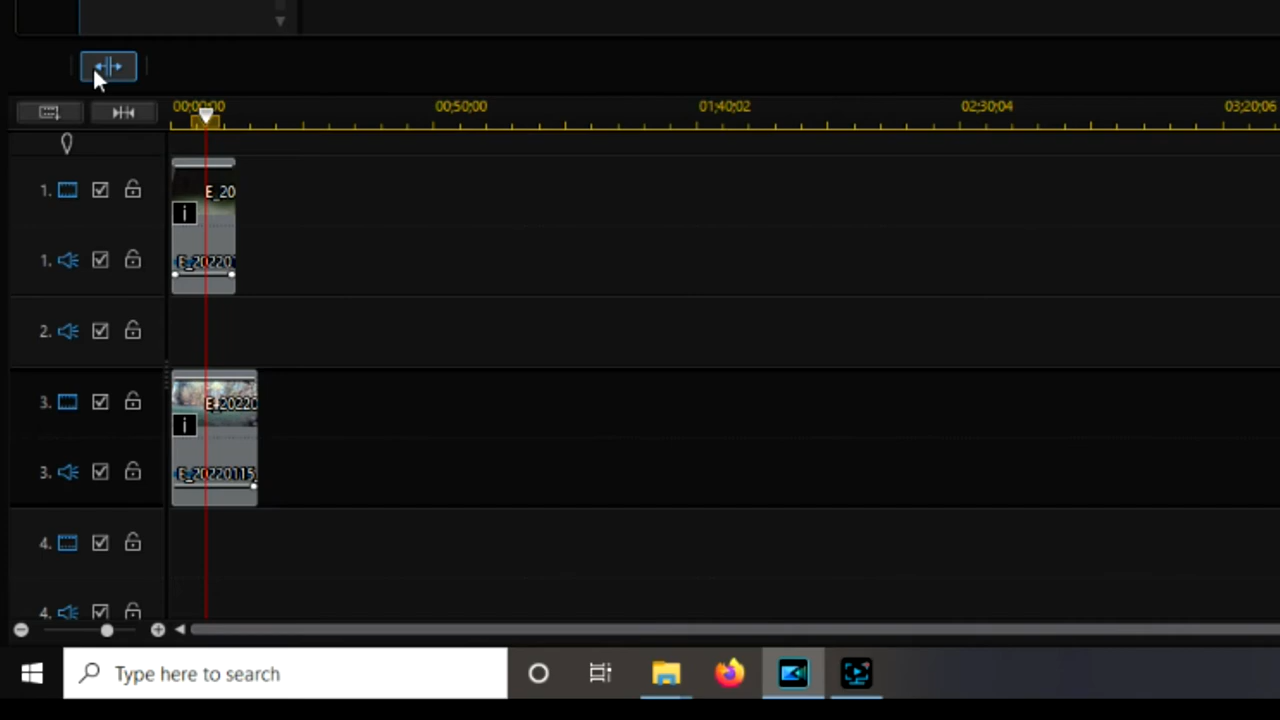 00;00;00 00;50;00 01;40;02 02;30;04 03;20;06
1. E_20
i
1. E_20220
2.
3. E_20220
i
3. E_20220115
4.
4.
Type here to search